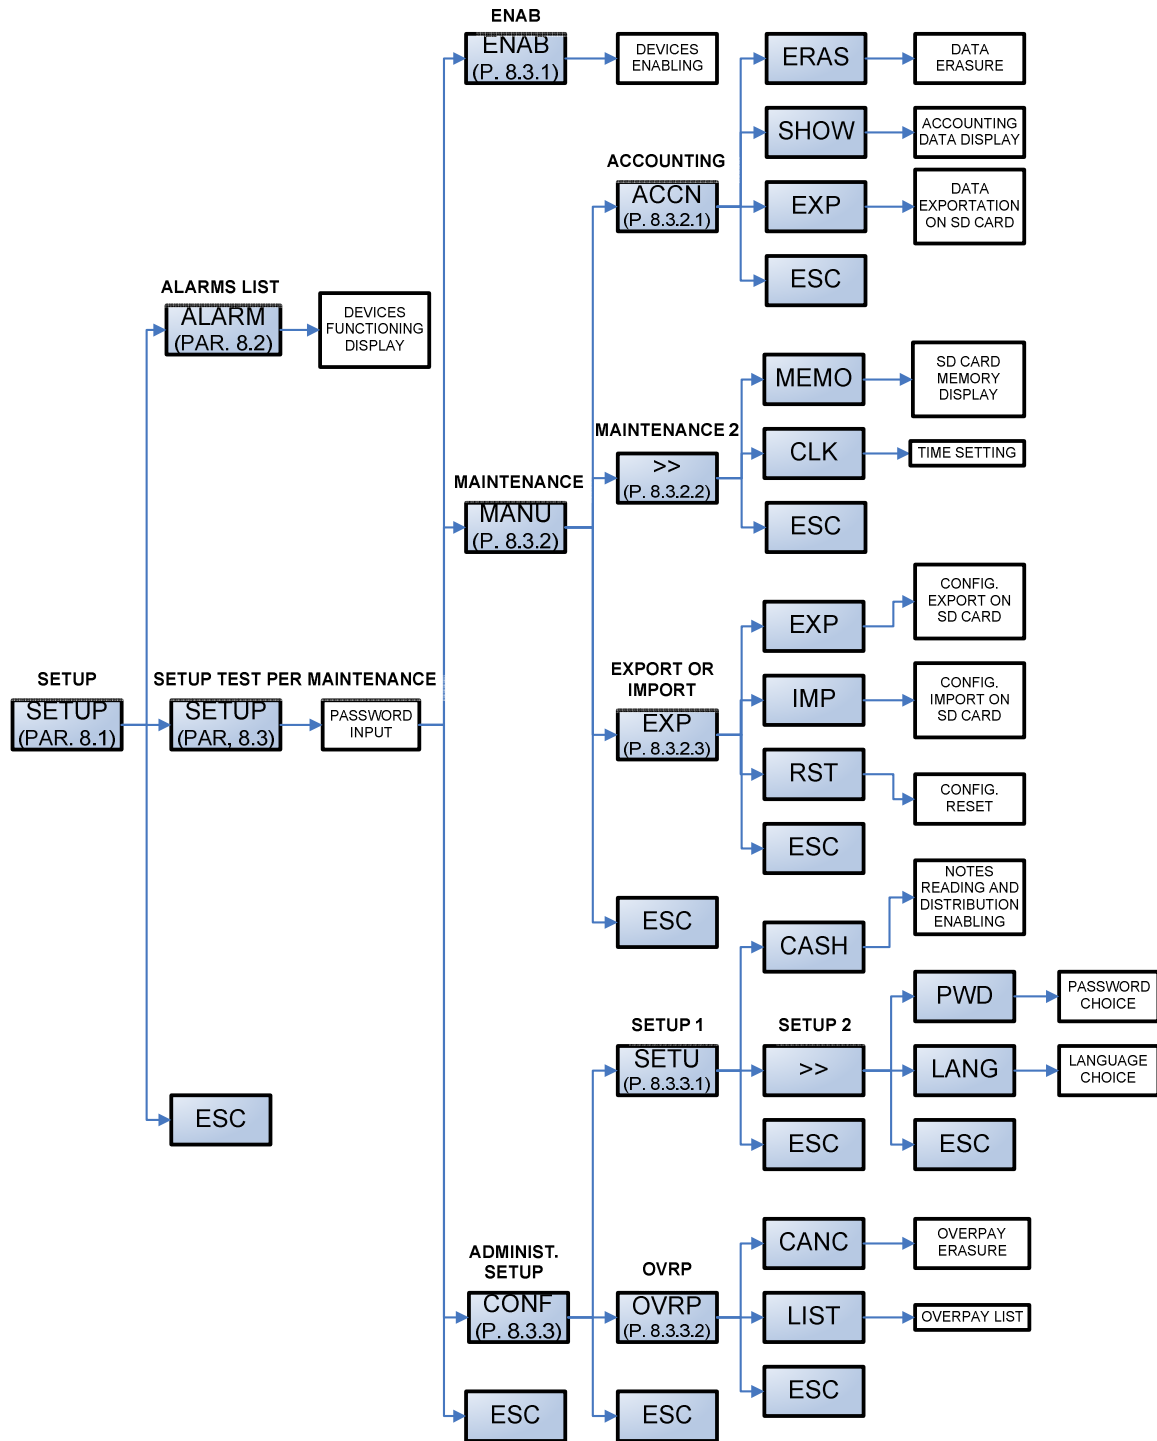 ENAB
ENAB
(P. 8.3.1)
DEVICES
ENABLING
ERAS
DATA
ERASURE
SHOW
ACCOUNTING
DATA DISPLAY
ACCOUNTING
ACCN
(P. 8.3.2.1)
EXP
DATA
EXPORTATION
ON SD CARD
ESC
ALARMS LIST
ALARM
(PAR. 8.2)
DEVICES
FUNCTIONING
DISPLAY
MEMO
SD CARD
MEMORY
DISPLAY
MAINTENANCE 2
>>
(P. 8.3.2.2)
CLK
TIME SETTING
MAINTENANCE
MANU
(P. 8.3.2)
ESC
EXP
CONFIG.
EXPORT ON
SD CARD
EXPORT OR
IMPORT
EXP
(P. 8.3.2.3)
IMP
CONFIG.
IMPORT ON
SD CARD
SETUP
SETUP
(PAR. 8.1)
SETUP TEST PER MAINTENANCE
SETUP
(PAR, 8.3)
PASSWORD
INPUT
RST
CONFIG.
RESET
ESC
ESC
CASH
NOTES
READING AND
DISTRIBUTION
ENABLING
PWD
PASSWORD
CHOICE
SETUP 1
SETU
(P. 8.3.3.1)
SETUP 2
>>
LANG
LANGUAGE
CHOICE
ESC
ESC
ESC
CANC
OVERPAY
ERASURE
ADMINIST.
SETUP
CONF
(P. 8.3.3)
OVRP
OVRP
(P. 8.3.3.2)
LIST
OVERPAY LIST
ESC
ESC
ESC